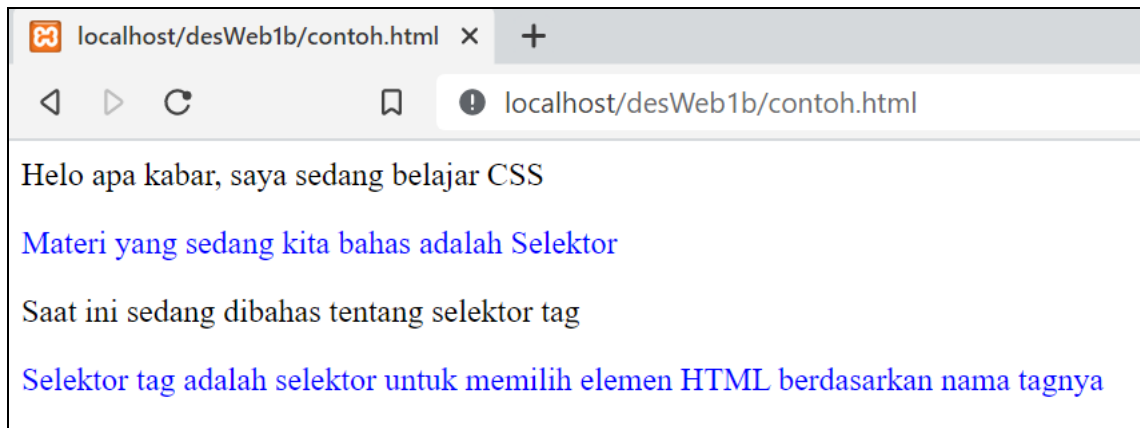 localhost/desWeb1b/contoh.html
localhost/desWeb1b/contoh.html
Helo apa kabar, saya sedang belajar CSS
Materi yang sedang kita bahas adalah Selektor
Saat ini sedang dibahas tentang selektor tag
Selektor tag adalah selektor untuk memilih elemen HTML berdasarkan nama tagnya